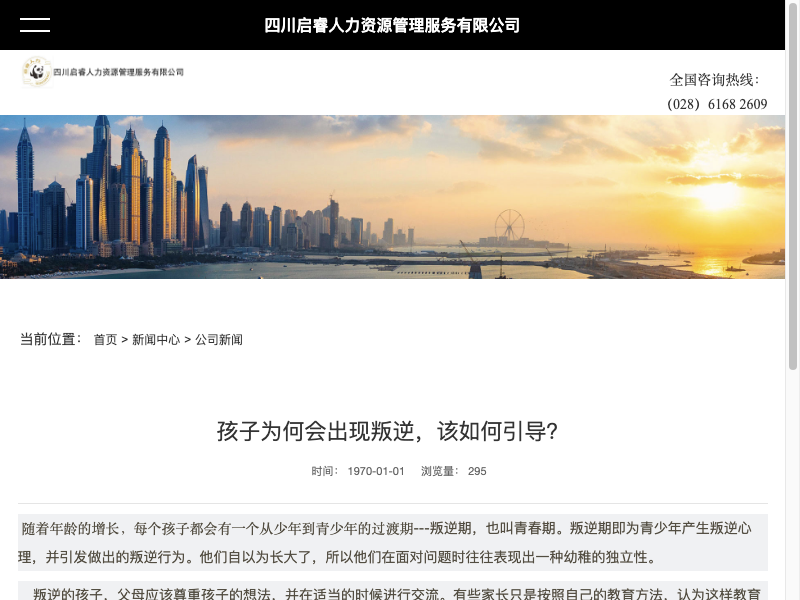 四川启睿人力资源管理服务有限公司
四川启睿人力资源管理服务有限公司
全国咨询热线：
（028）6168 2609
当前位置： 首页 > 新闻中心 > 公司新闻
孩子为何会出现叛逆，该如何引导?
时间： 1970-01-01 浏览量： 295
随着年龄的增长，每个孩子都会有一个从少年到青少年的过渡期---叛逆期，也叫青春期。叛逆期即为青少年产生叛逆心
理，并引发做出的叛逆行为。他们自以为长大了，所以他们在面对问题时往往表现出一种幼稚的独立性。
叛逆的孩子，父母应该尊重孩子的想法，并在适当的时候进行交流。有些家长只是按照自己的教育方法，认为这样教育